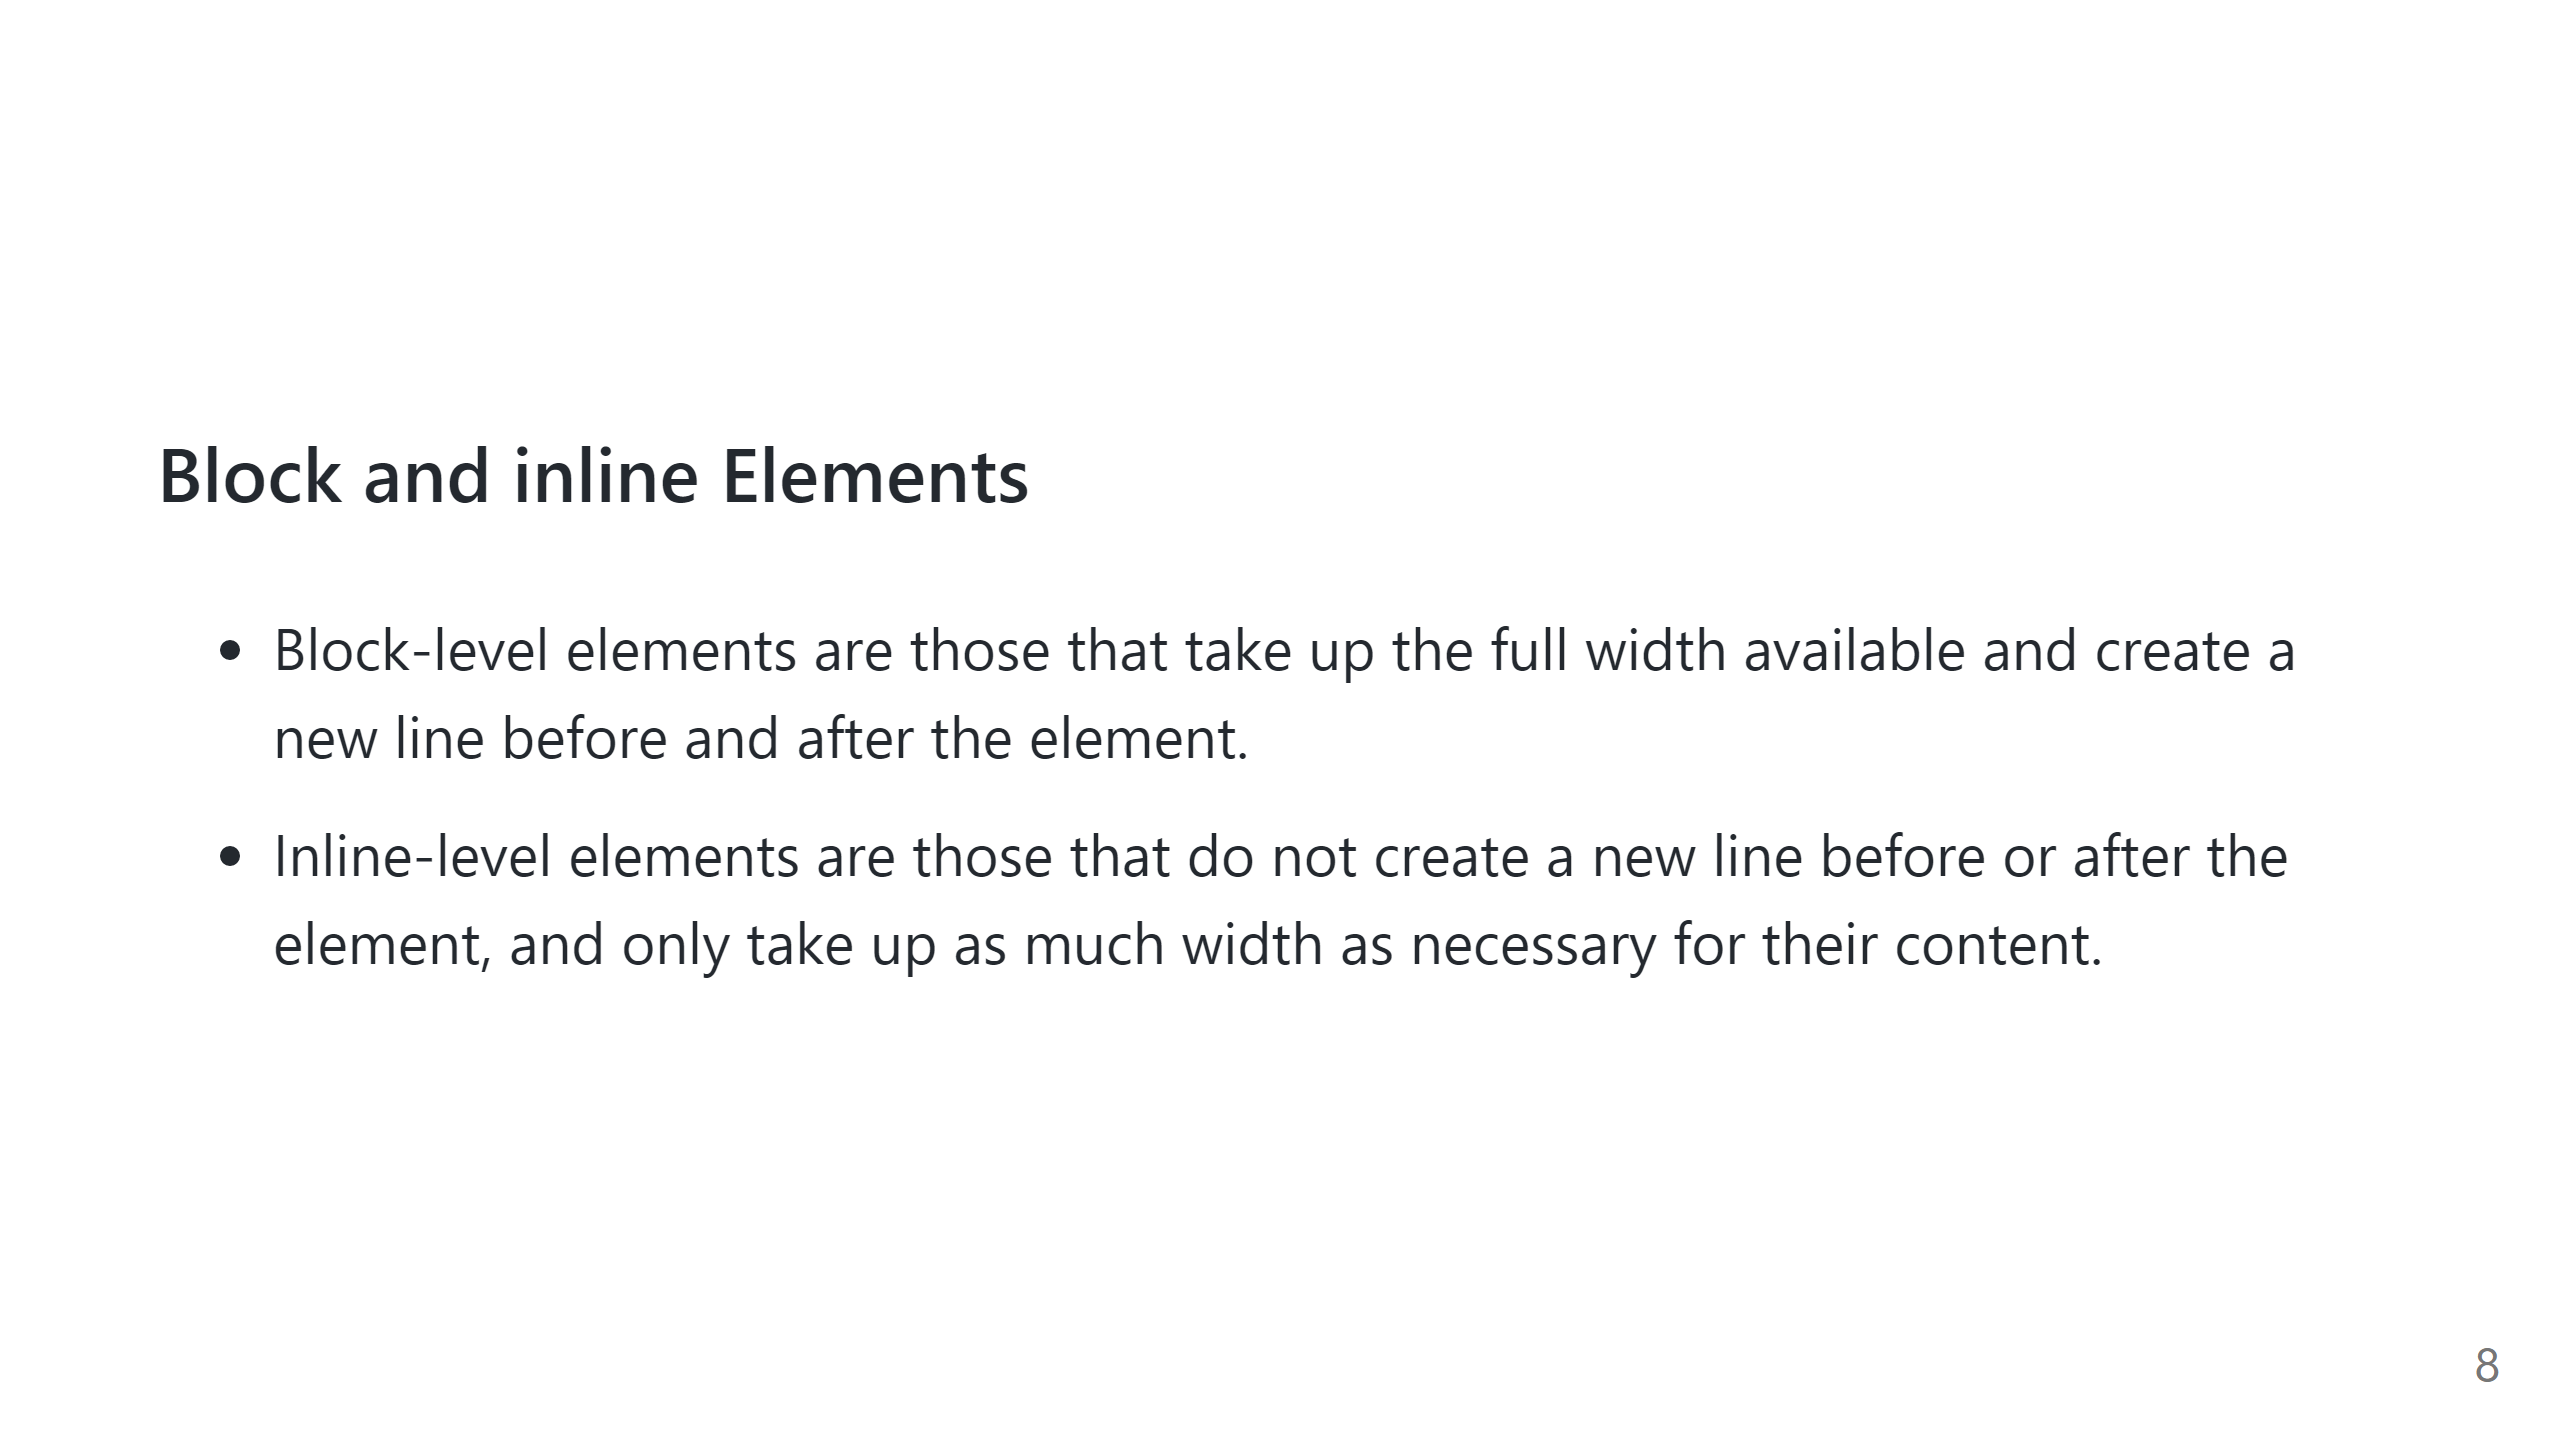 Block and inline Elements
• Block-level elements are those that take up the full width available and create a
new line before and after the element.
• Inline-level elements are those that do not create a new line before or after the
element, and only take up as much width as necessary for their content.
8